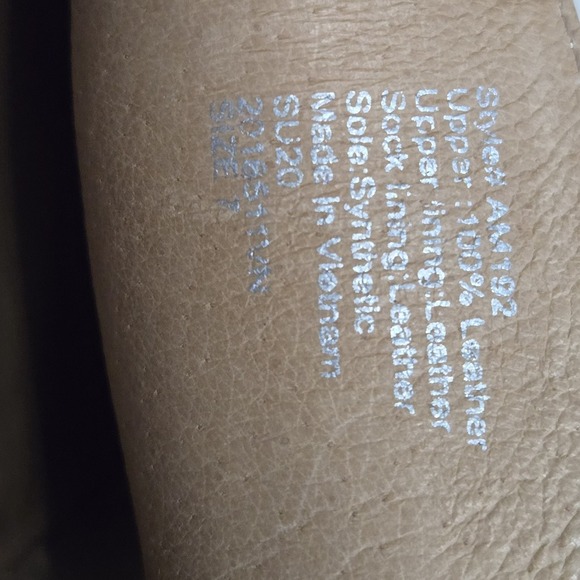 Style# AM192
Upper: 100% Leather
Upper lining:Leather
Sock lining:Leather
Sole:Synthetic
Made In Vietnam
SU20
SIZE 7